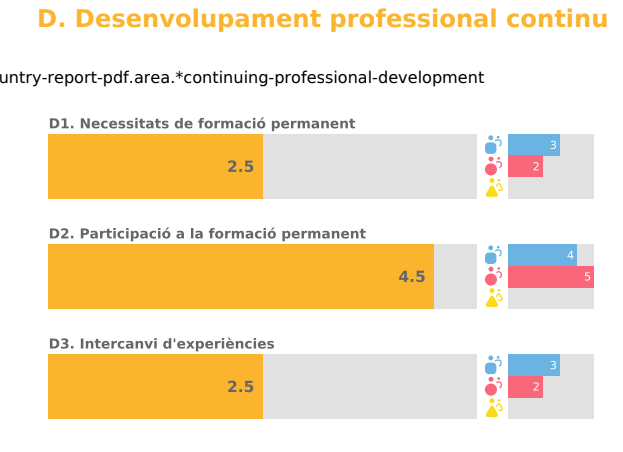 D. Desenvolupament professional continu
untry-report-pdf.area.*continuing-professional-development
D1. Necessitats de formació permanent
2.5
3
2
D2. Participació a la formació permanent
4.5
4
5
D3. Intercanvi d'experiències
2.5
3
2